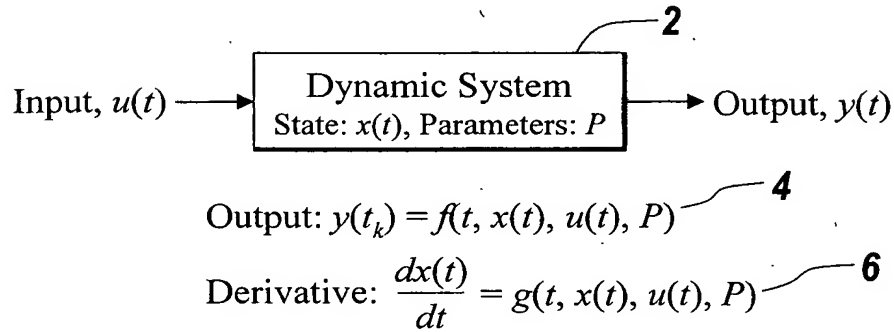 2
Input, u(t)
Dynamic System
State: x(t), Parameters: P
Output, y(t)
Output: y(t_k) = f(t, x(t), u(t), P)
4
Derivative: dx(t)/dt = g(t, x(t), u(t), P)
6